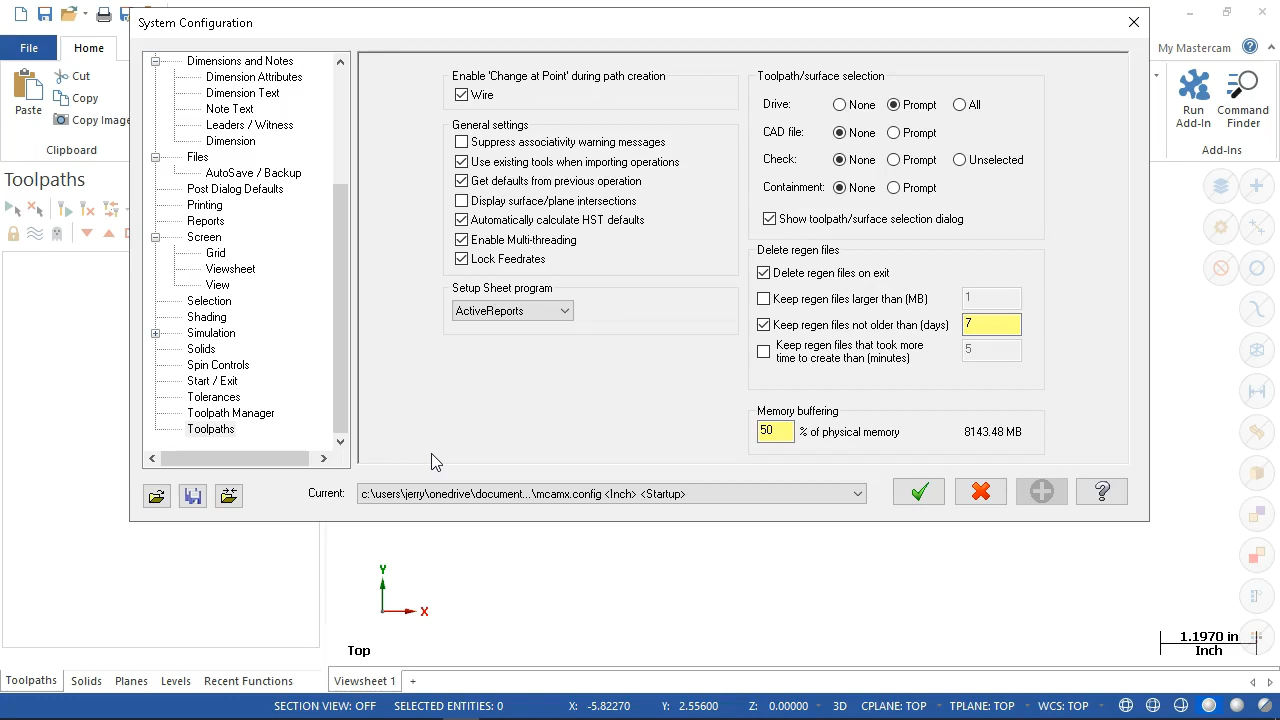 System Configuration
File
Home
My Mastercam
Paste
Cut
Copy
Copy Image
Clipboard
Run
Add-In
Command
Finder
Add-Ins
Toolpaths
Dimensions and Notes
Dimension Attributes
Dimension Text
Note Text
Leaders / Witness
Dimension
Files
AutoSave / Backup
Post Dialog Defaults
Printing
Reports
Screen
Grid
Viewsheet
View
Selection
Shading
Simulation
Solids
Spin Controls
Start / Exit
Tolerances
Toolpath Manager
Toolpaths
Enable 'Change at Point' during path creation
Wire
General settings
Suppress associativity warning messages
Use existing tools when importing operations
Get defaults from previous operation
Display surface/plane intersections
Automatically calculate HST defaults
Enable Multi-threading
Lock Feedrates
Setup Sheet program
ActiveReports
Toolpath/surface selection
Drive: None Prompt All
CAD file: None Prompt
Check: None Prompt Unselected
Containment: None Prompt
Show toolpath/surface selection dialog
Delete regen files
Delete regen files on exit
Keep regen files larger than (MB) 1
Keep regen files older than (days) 7
Keep regen files that took more
time to create than (minutes) 5
Memory buffering
50 % of physical memory 8143.48 MB
Current: c:\users\jerry\onedrive\document...\mcamx.config <Inch> <Startup>
Y
X
Top
1.1970 in
Inch
Toolpaths Solids Planes Levels Recent Functions
Viewsheet 1 +
SECTION VIEW: OFF SELECTED ENTITIES: 0 X: -5.82270 Y: 2.55600 Z: 0.00000 3D CPLANE: TOP TPLANE: TOP WCS: TOP